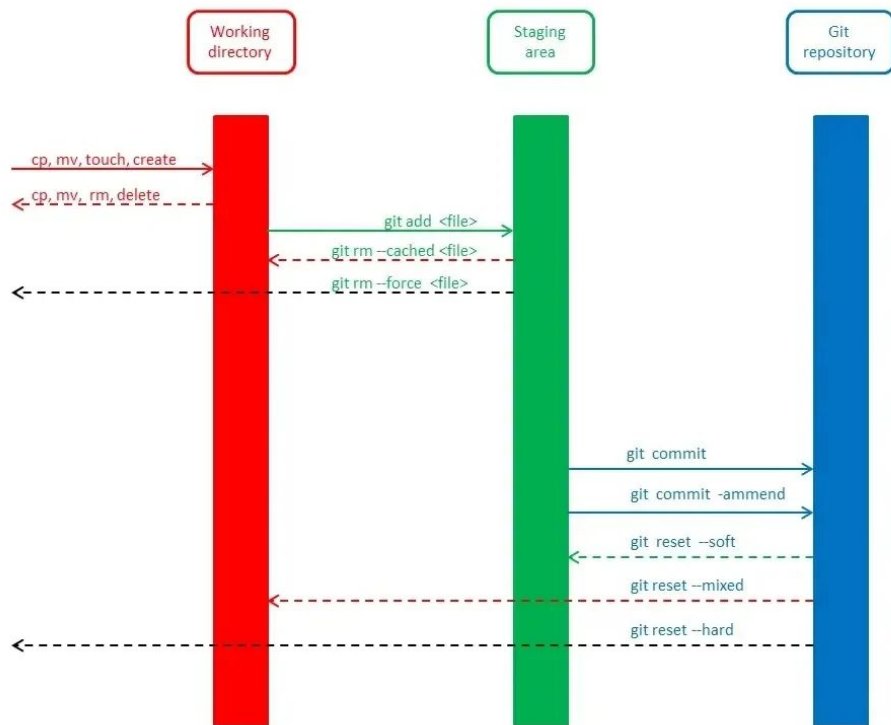 Working
directory
Staging
area
Git
repository
cp, mv, touch, create
cp, mv, rm, delete
git add <file>
git rm --cached <file>
git rm --force <file>
git commit
git commit -ammend
git reset --soft
git reset --mixed
git reset --hard